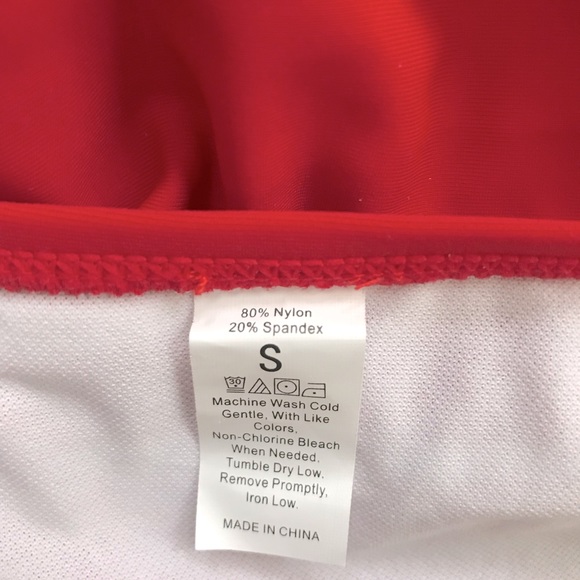 80% Nylon
20% Spandex
S
30
Machine Wash Cold
Gentle, With Like
Colors,
Non-Chlorine Bleach
When Needed,
Tumble Dry Low,
Remove Promptly,
Iron Low.
MADE IN CHINA